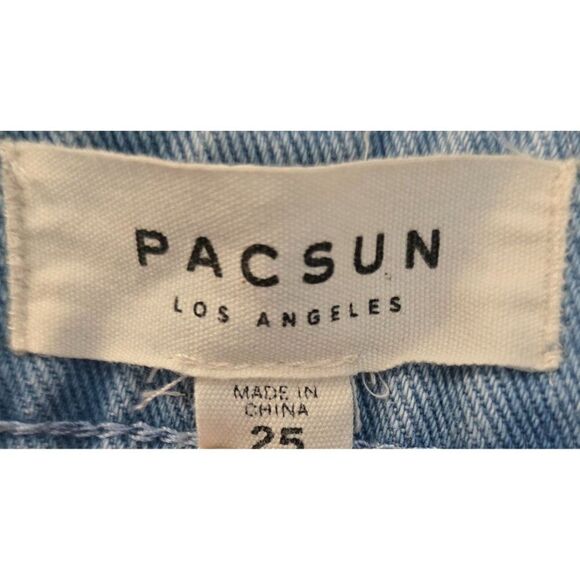 PACSUN
LOS ANGELES
MADE IN
CHINA
25